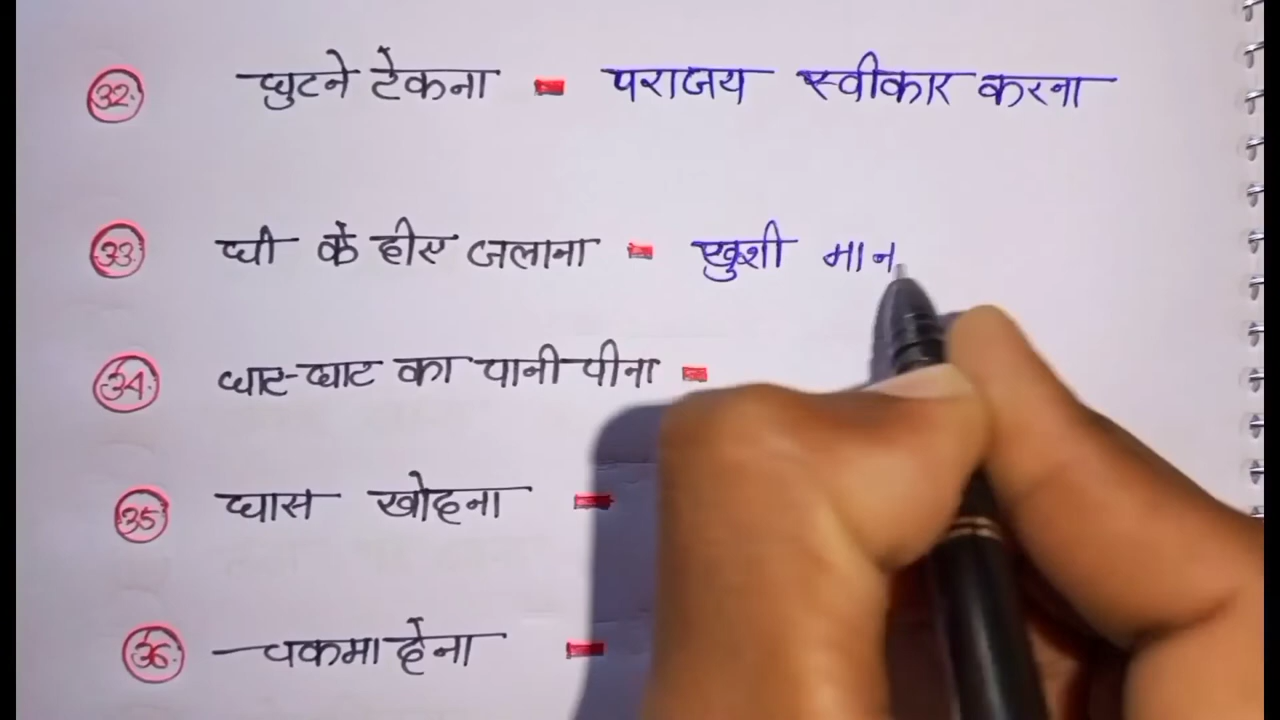 32. घुटने टेकना - पराजय स्वीकार करना
33. घी के दीए जलाना - खुशी मान
34. घाट-घाट का पानी पीना -
35. घास खोदना -
36. चकमा देना -